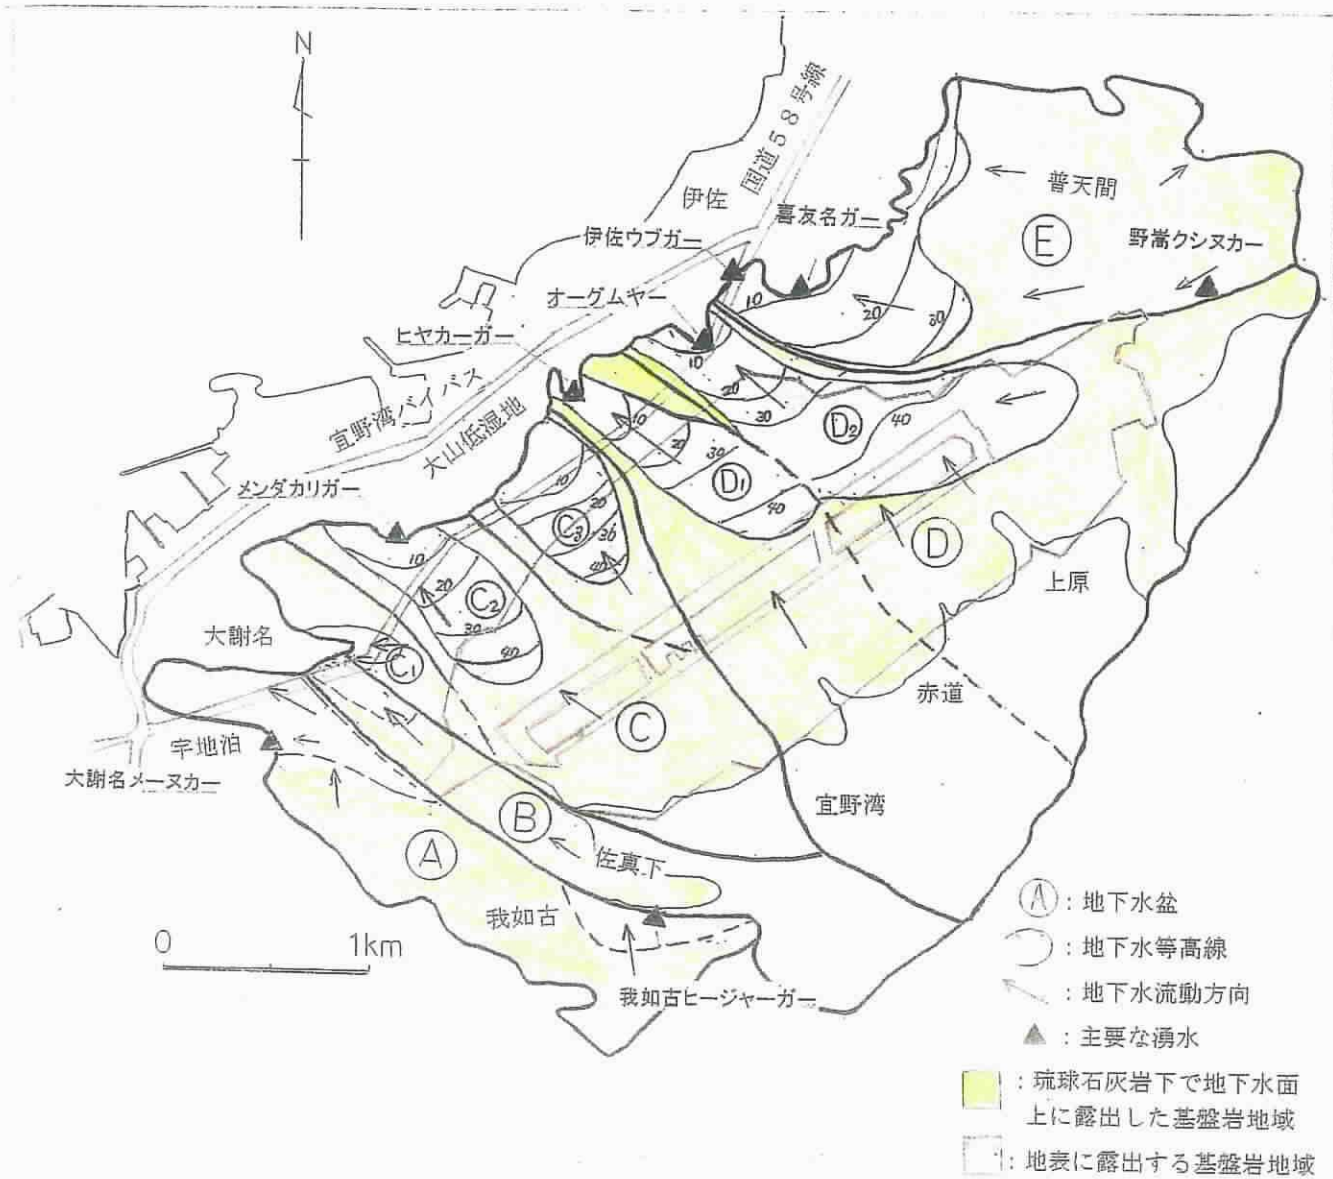 N
国道58号線
伊佐
喜友名ガー
伊佐ウブガー
普天間
E
野嵩クシヌカー
オーグムヤー
ヒヤカーガー
宜野湾バイパス
大山低湿地
メンダカリガー
10
20
30
10
20
30
D2
40
10
20
30
D1
40
10
20
C3
30
40
10
20
C2
30
40
D
上原
大謝名
C1
赤道
C
宇地泊
大謝名メーヌカー
宜野湾
B
A
佐真下
我如古
0
1km
我如古ヒージャーガー
A:地下水盆
:地下水等高線
:地下水流動方向
▲:主要な湧水
:琉球石灰岩下で地下水面
上に露出した基盤岩地域
:地表に露出する基盤岩地域